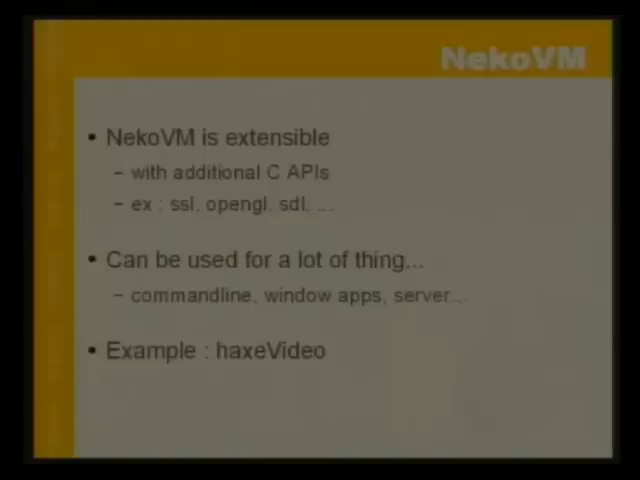 NekoVM
• NekoVM is extensible
– with additional C APIs
– ex : ssl, opengl, sdl, ...
• Can be used for a lot of thing...
– commandline, window apps, server...
• Example : haxeVideo